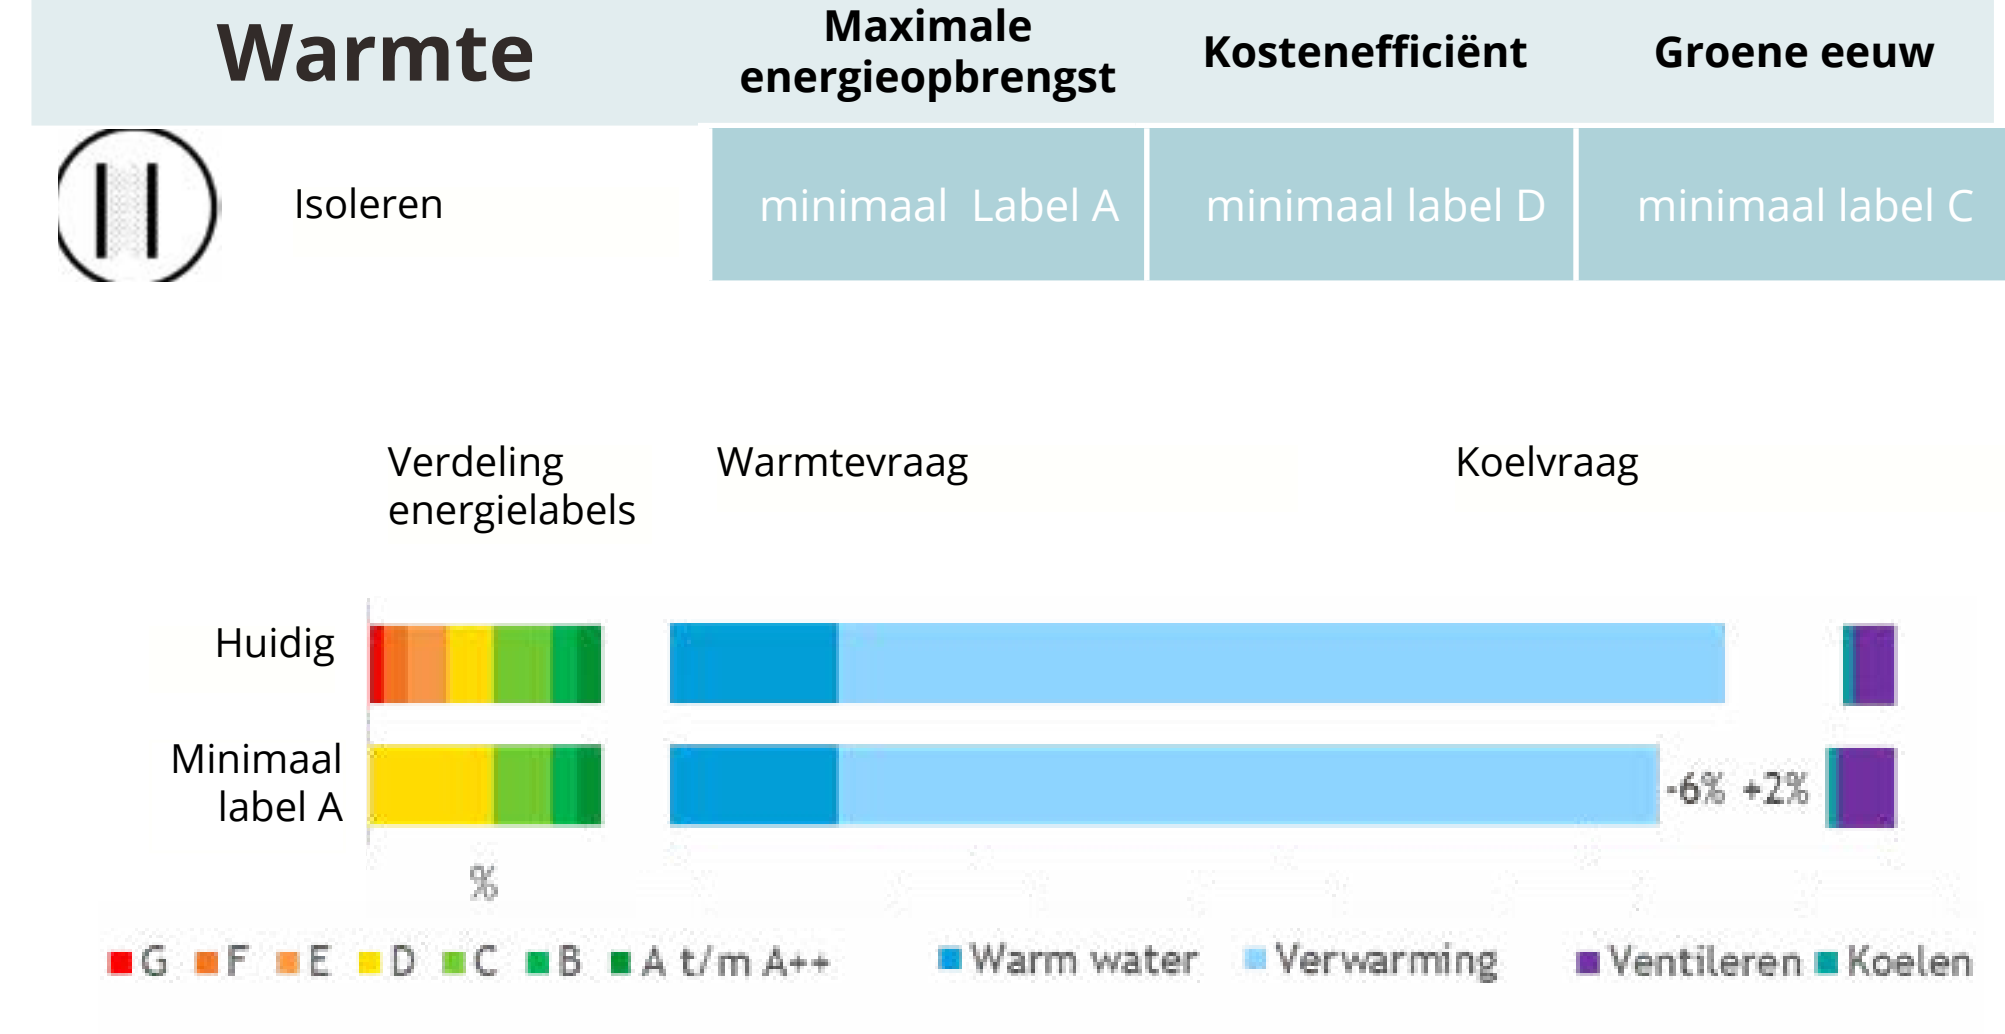 Warmte
Maximale
energieopbrengst
Kostenefficiënt
Groene eeuw
Isoleren
minimaal Label A
minimaal label D
minimaal label C
Verdeling
energielabels
Warmtevraag
Koelvraag
Huidig
Minimaal
label A
-6% +2%
%
G F E D C B A t/m A++
Warm water Verwarming
Ventileren Koelen